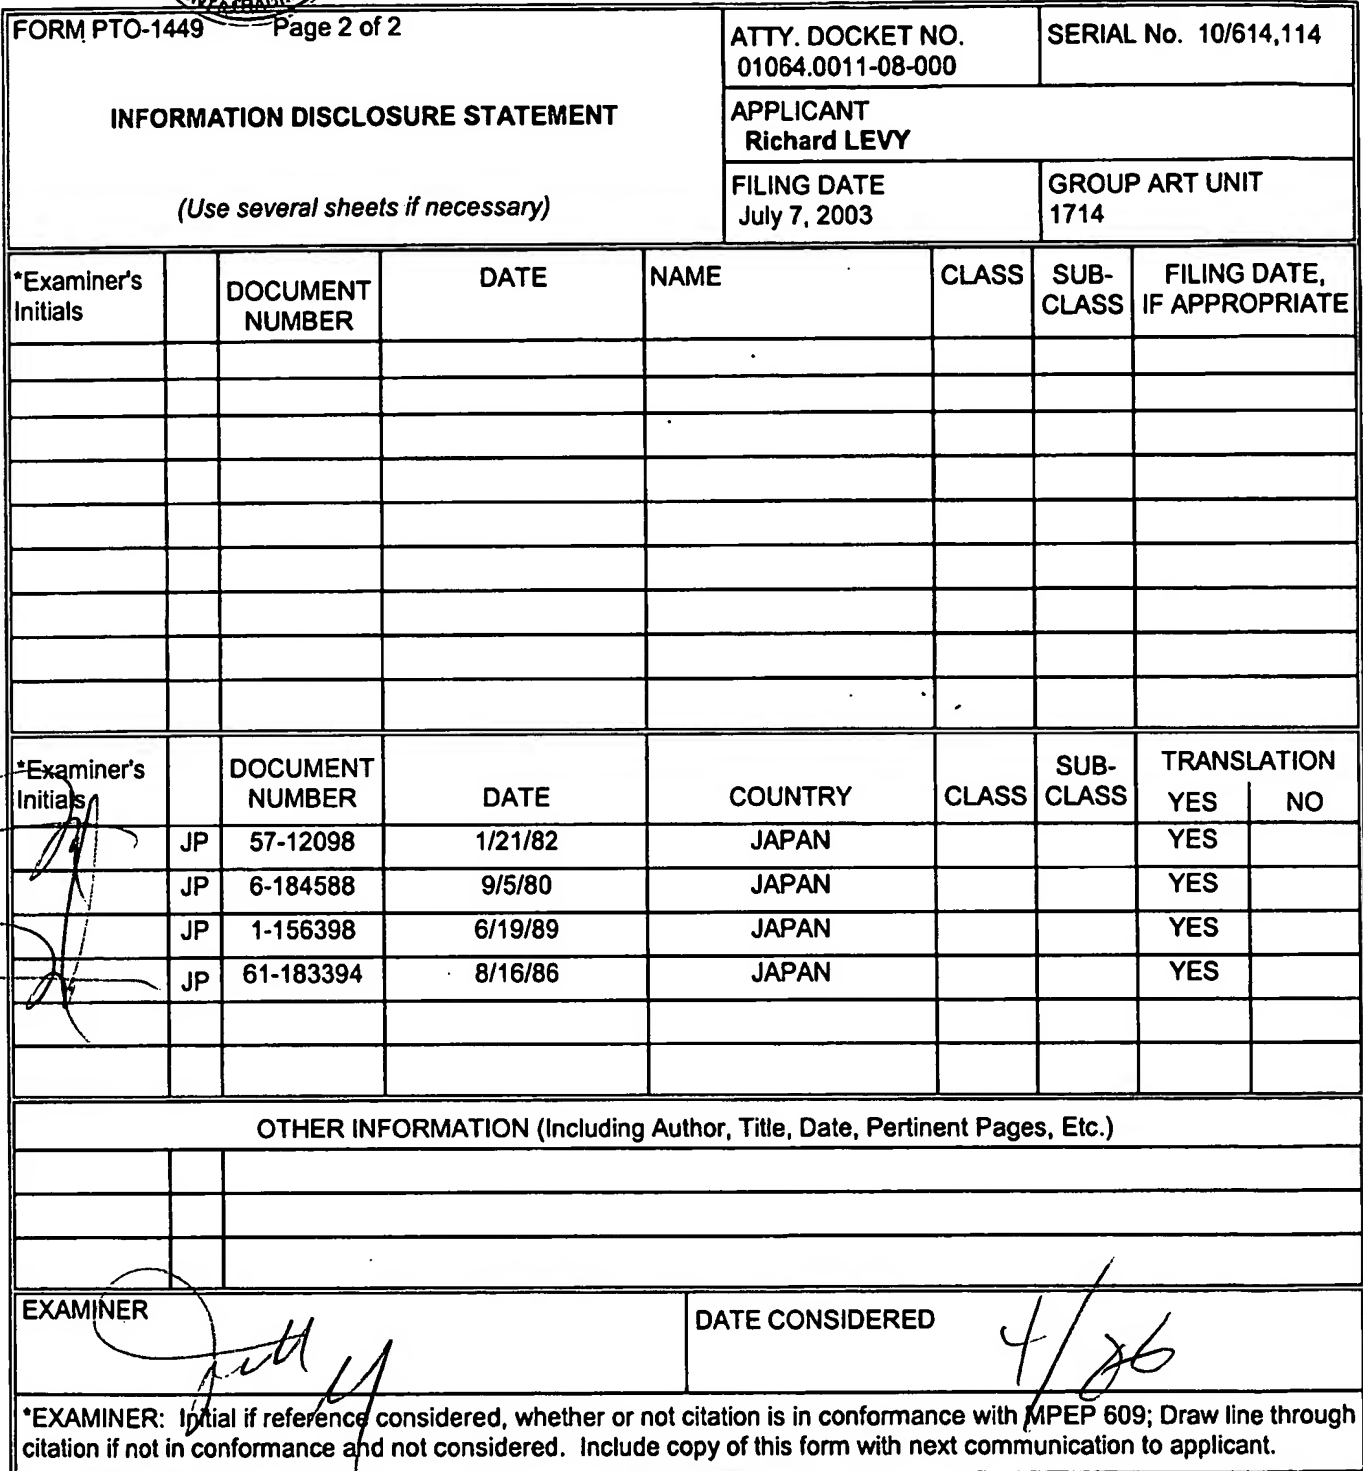 FORM PTO-1449 Page 2 of 2
INFORMATION DISCLOSURE STATEMENT
(Use several sheets if necessary)
ATTY. DOCKET NO.
01064.0011-08-000
SERIAL No. 10/614,114
APPLICANT
Richard LEVY
FILING DATE
July 7, 2003
GROUP ART UNIT
1714
*Examiner's
Initials
DOCUMENT
NUMBER
DATE
NAME
CLASS
SUB-
CLASS
FILING DATE,
IF APPROPRIATE
*Examiner's
Initials
DOCUMENT
NUMBER
DATE
COUNTRY
CLASS
SUB-
CLASS
TRANSLATION
YES NO
JP 57-12098 1/21/82 JAPAN YES
JP 6-184588 9/5/80 JAPAN YES
JP 1-156398 6/19/89 JAPAN YES
JP 61-183394 8/16/86 JAPAN YES
OTHER INFORMATION (Including Author, Title, Date, Pertinent Pages, Etc.)
EXAMINER
DATE CONSIDERED
*EXAMINER: Initial if reference considered, whether or not citation is in conformance with MPEP 609; Draw line through
citation if not in conformance and not considered. Include copy of this form with next communication to applicant.